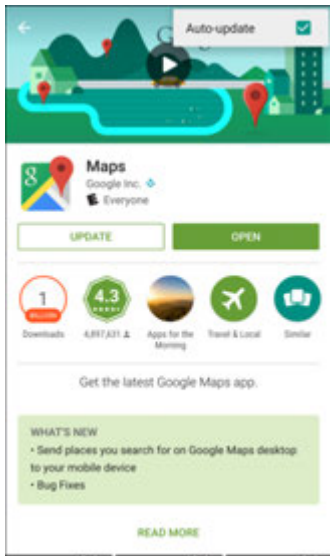 Auto-update
G
Maps
Google Inc.
Everyone
UPDATE
OPEN
8
1
BILLION
4.3
Downloads
4,897,431
Apps for the
Morning
Travel & Local
Similar
Get the latest Google Maps app.
WHAT'S NEW
• Send places you search for on Google Maps desktop
to your mobile device
• Bug Fixes
READ MORE